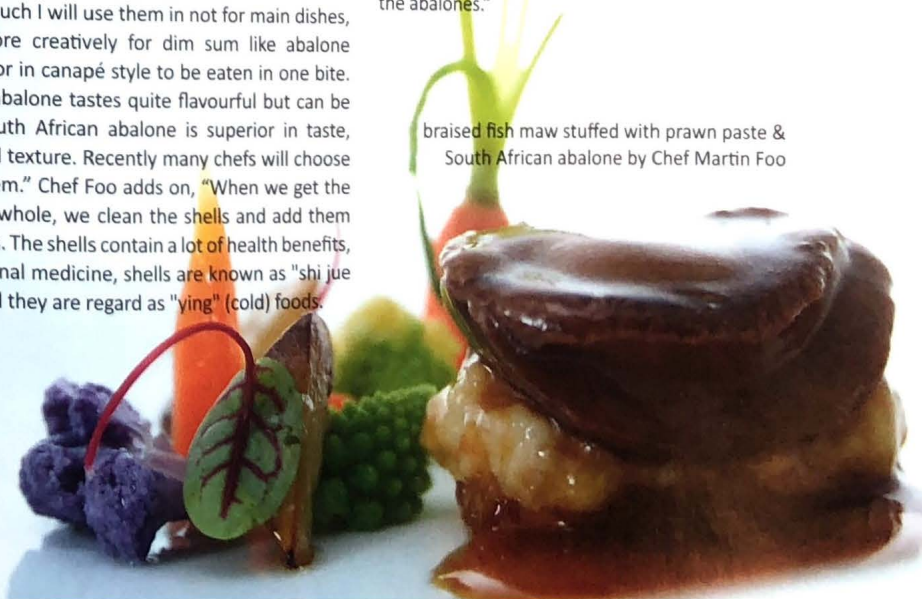 uch I will use them in not for main dishes,
ore creatively for dim sum like abalone
or in canapé style to be eaten in one bite.
balone tastes quite flavourful but can be
uth African abalone is superior in taste,
l texture. Recently many chefs will choose
m." Chef Foo adds on, "When we get the
whole, we clean the shells and add them
. The shells contain a lot of health benefits,
nal medicine, shells are known as "shi jue
l they are regard as "ying" (cold) foods.
the abalones."
braised fish maw stuffed with prawn paste &
South African abalone by Chef Martin Foo